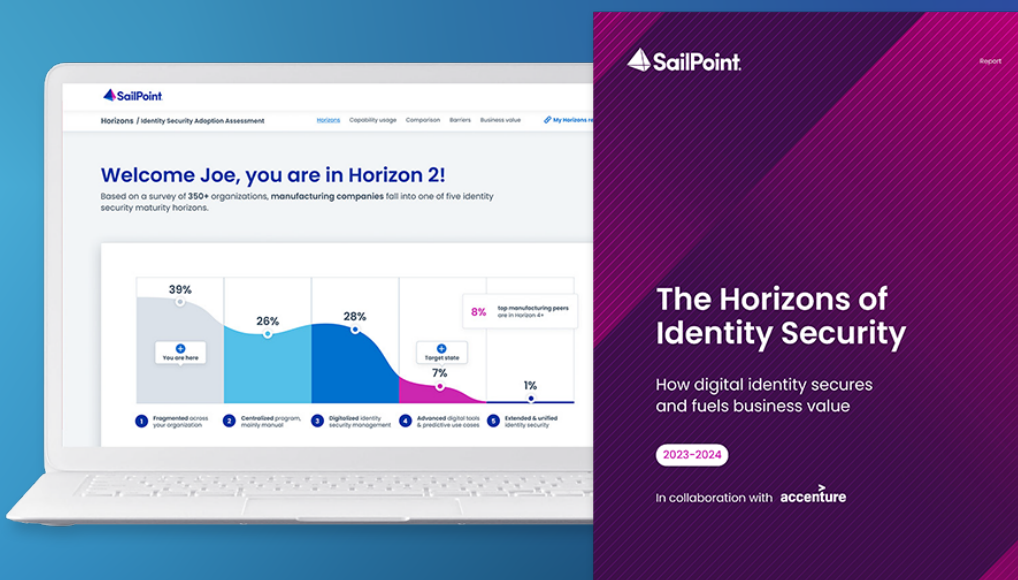 SailPoint
Horizons / Identity Security Adoption Assessment
Horizons Capability usage Comparison Barriers Business value My Horizons
Welcome Joe, you are in Horizon 2!
Based on a survey of 350+ organizations, manufacturing companies fall into one of five identity
security maturity horizons.
39%
26%
28%
8%
top manufacturing peers
are in Horizon 4+
You are here
Target state
7%
1%
1 Fragmented across
your organization
2 Centralized program,
mainly manual
3 Digitalized identity
security management
4 Advanced digital tools
& predictive use cases
5 Extended & unified
identity security
SailPoint.
Report
The Horizons of
Identity Security
How digital identity secures
and fuels business value
2023-2024
In collaboration with accenture